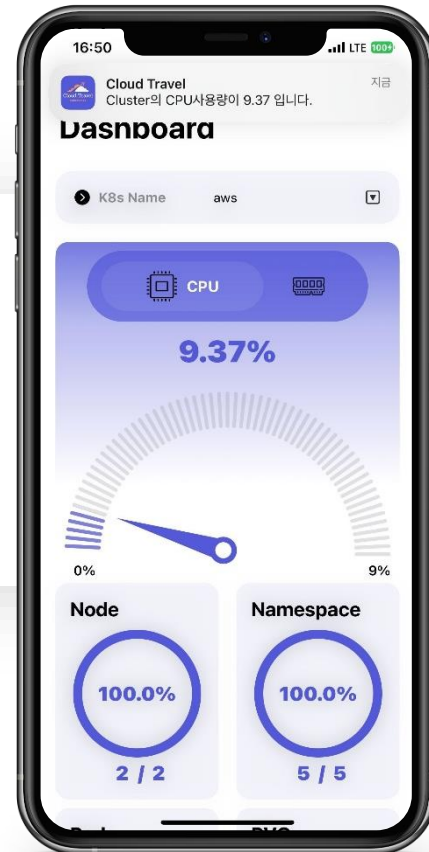 16:50
LTE 100
Cloud Travel
지금
Cluster의 CPU사용량이 9.37 입니다.
Dashboard
K8s Name aws
CPU
9.37%
0% 9%
Node Namespace
100.0% 100.0%
2 / 2 5 / 5